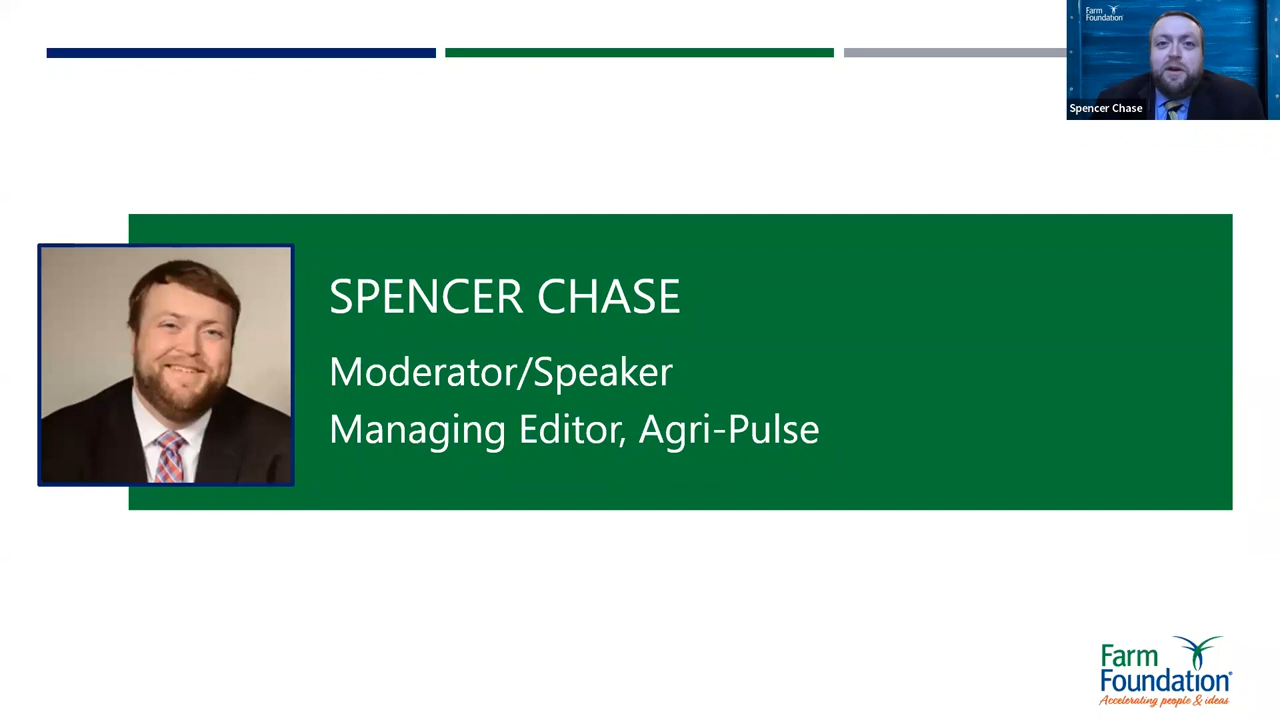 Farm
Foundation
Spencer Chase
SPENCER CHASE
Moderator/Speaker
Managing Editor, Agri-Pulse
Farm
Foundation®
Accelerating people & ideas